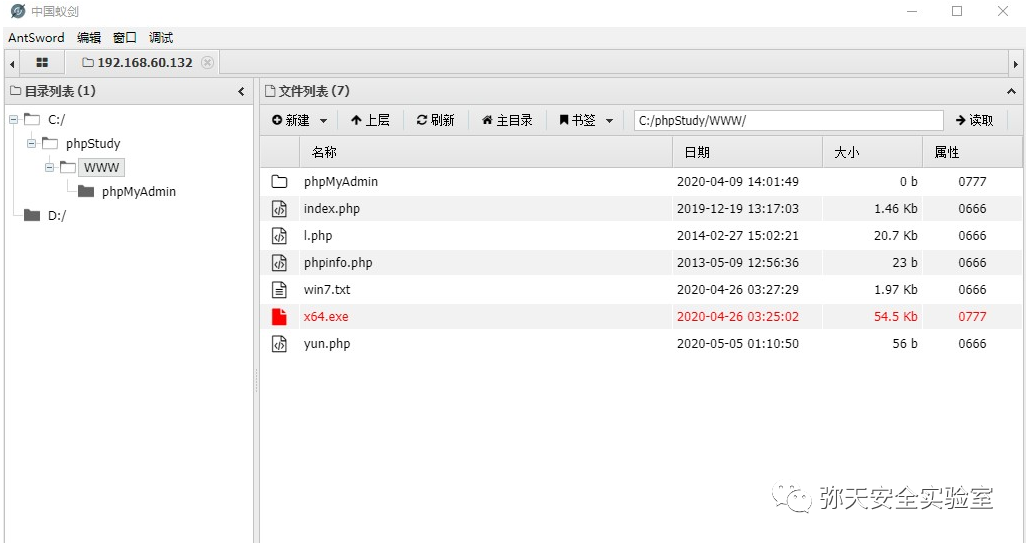 中国蚁剑
AntSword 编辑 窗口 调试
192.168.60.132
目录列表 (1)
C:/
phpStudy
WWW
phpMyAdmin
D:/
文件列表 (7)
新建 上层 刷新 主目录 书签 C:/phpStudy/WWW/ 读取
名称 日期 大小 属性
phpMyAdmin 2020-04-09 14:01:49 0 b 0777
index.php 2019-12-19 13:17:03 1.46 Kb 0666
l.php 2014-02-27 15:02:21 20.7 Kb 0666
phpinfo.php 2013-05-09 12:56:36 23 b 0666
win7.txt 2020-04-26 03:27:29 1.97 Kb 0666
x64.exe 2020-04-26 03:25:02 54.5 Kb 0777
yun.php 2020-05-05 01:10:50 56 b 0666
弥天安全实验室